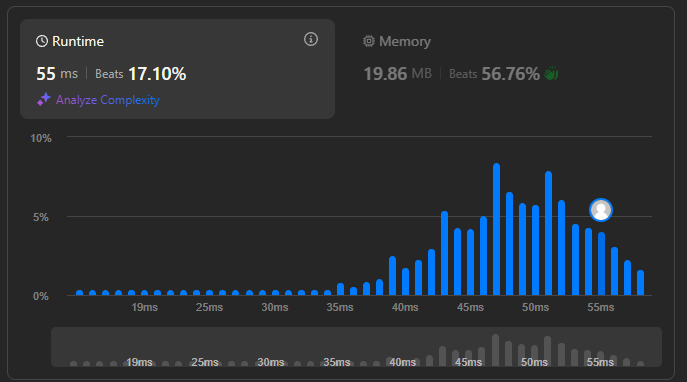 Runtime
55 ms Beats 17.10%
Analyze Complexity
Memory
19.86 MB Beats 56.76%
10%
5%
0%
19ms 25ms 30ms 35ms 40ms 45ms 50ms 55ms
19ms 25ms 30ms 35ms 40ms 45ms 50ms 55ms